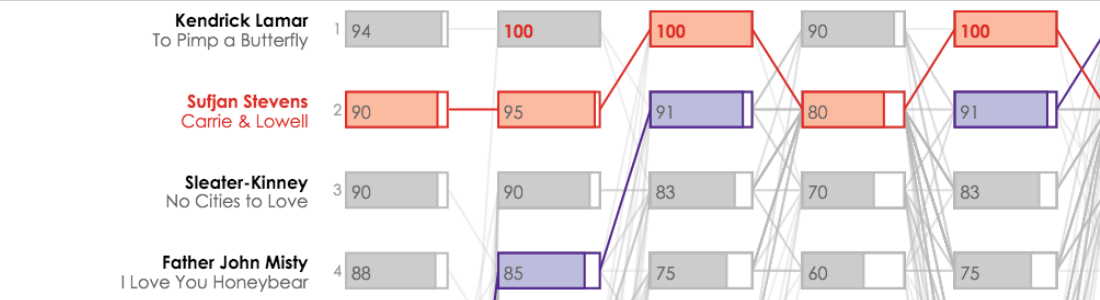 Kendrick Lamar
To Pimp a Butterfly
1 94 100 100 90 100
Sufjan Stevens
Carrie & Lowell
2 90 95 91 80 91
Sleater-Kinney
No Cities to Love
3 90 90 83 70 83
Father John Misty
I Love You Honeybear
4 88 85 75 60 75